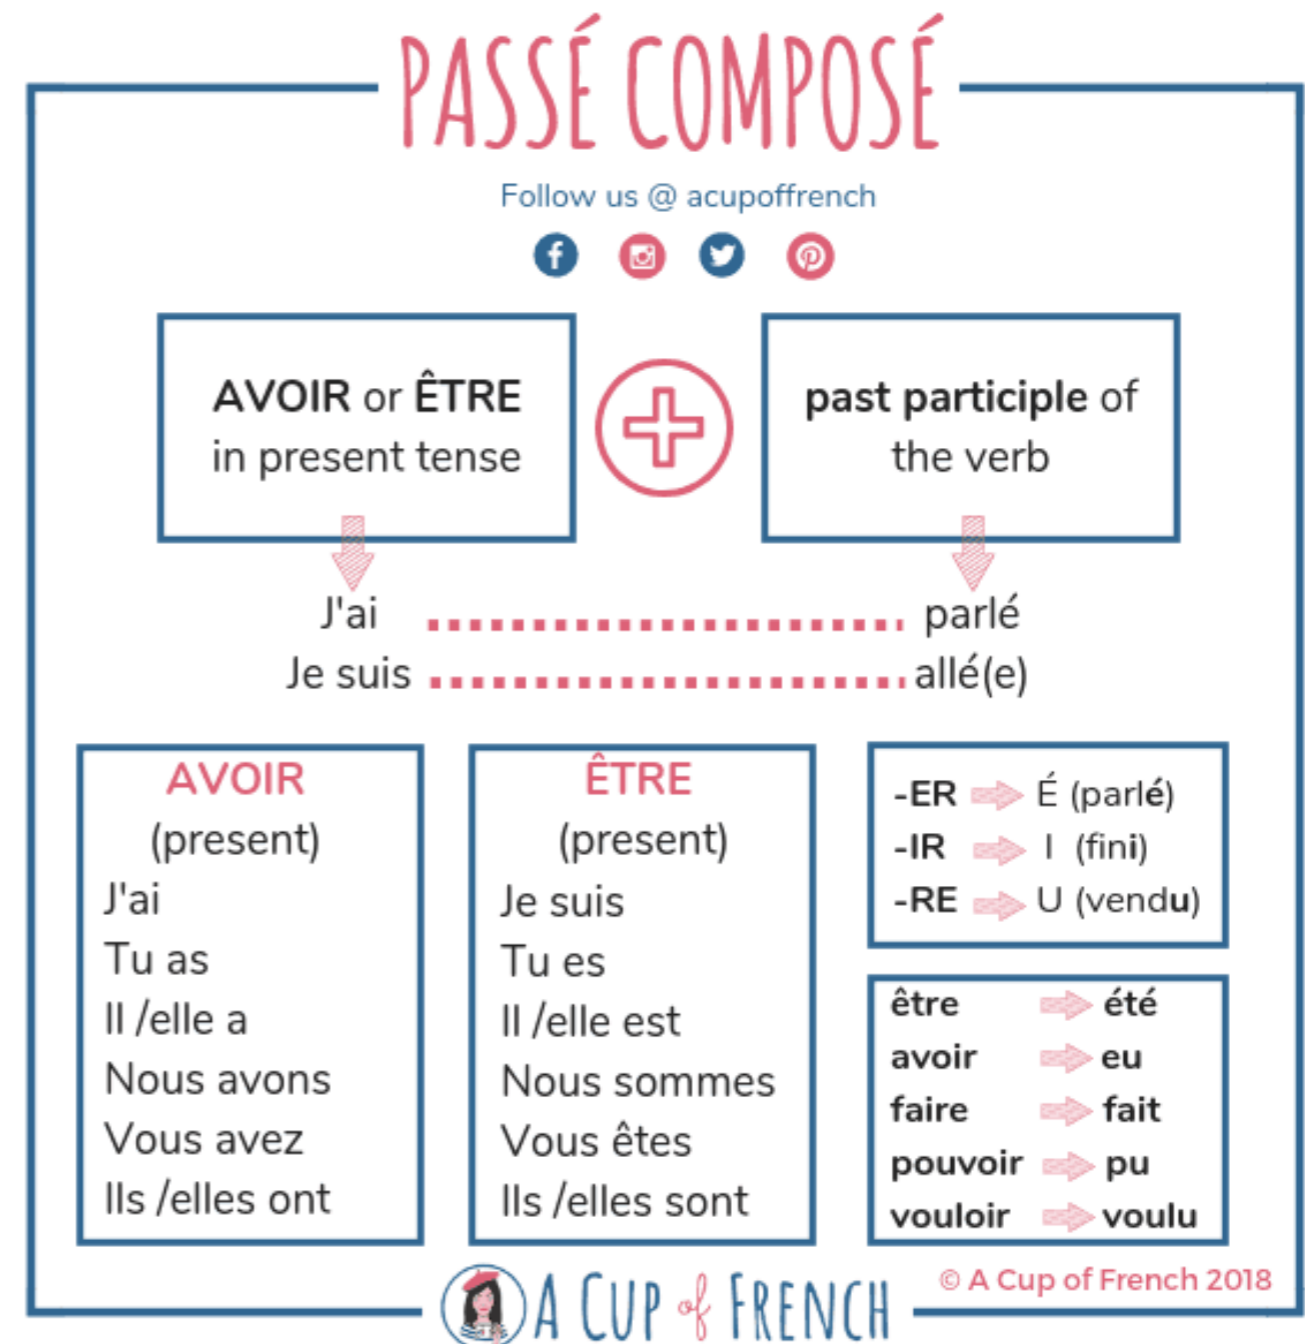 PASSÉ COMPOSÉ
Follow us @ acupoffrench
AVOIR or ÊTRE
in present tense
past participle of
the verb
J'ai parlé
Je suis allé(e)
AVOIR
(present)
J'ai
Tu as
Il /elle a
Nous avons
Vous avez
Ils /elles ont
ÊTRE
(present)
Je suis
Tu es
Il /elle est
Nous sommes
Vous êtes
Ils /elles sont
-ER É (parlé)
-IR I (fini)
-RE U (vendu)
être été
avoir eu
faire fait
pouvoir pu
vouloir voulu
© A Cup of French 2018
A CUP of FRENCH